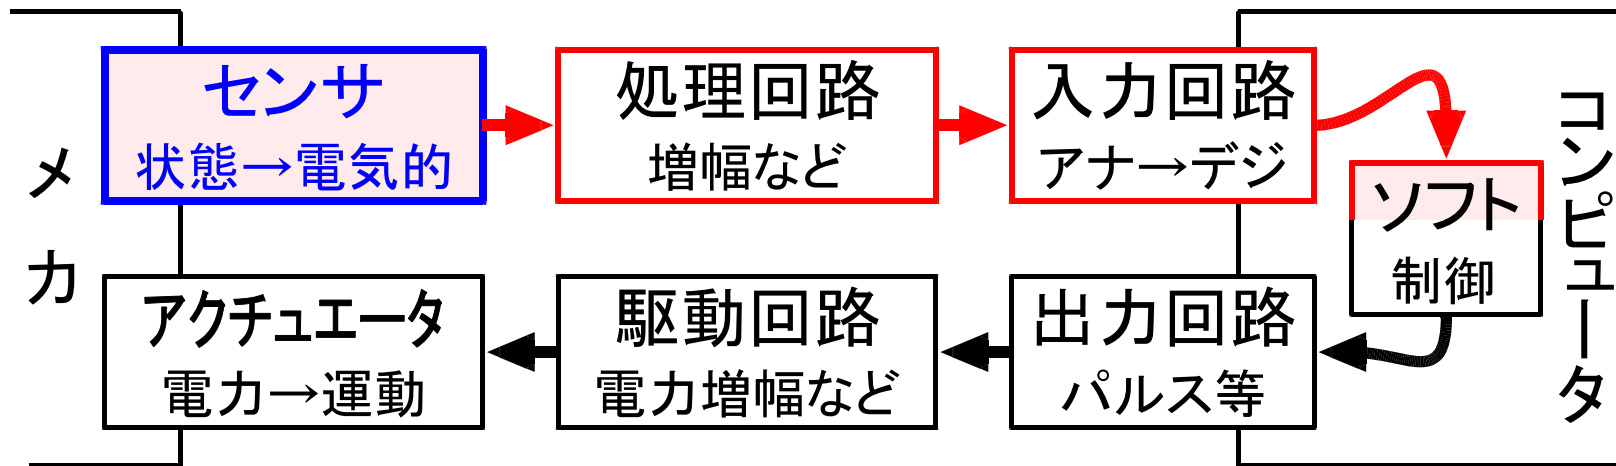 メカ
センサ
状態→電気的
処理回路
増幅など
入力回路
アナ→デジ
ソフト
制御
コンピュータ
アクチュエータ
電力→運動
駆動回路
電力増幅など
出力回路
パルス等